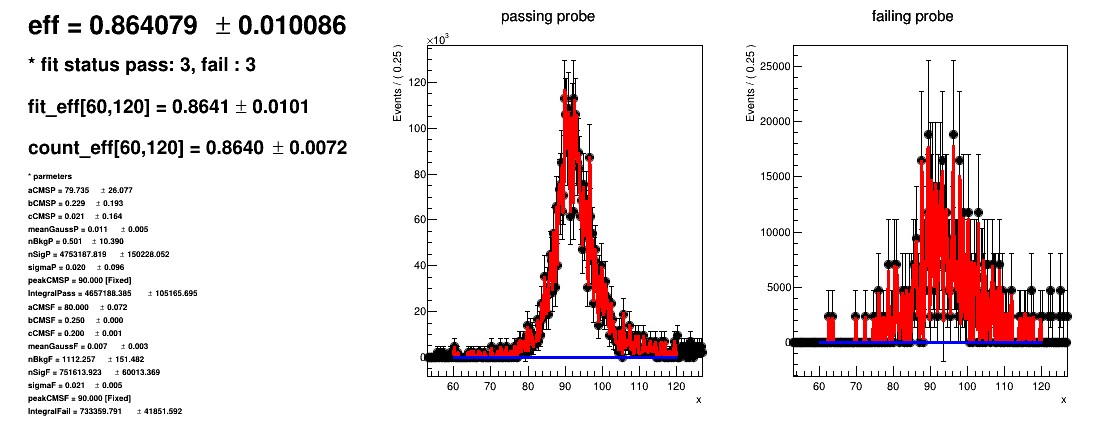 eff = 0.864079 ± 0.010086
* fit status pass: 3, fail : 3
fit_eff[60,120] = 0.8641 ± 0.0101
count_eff[60,120] = 0.8640 ± 0.0072
* parmeters
aCMSP = 79.735 ± 26.077
bCMSP = 0.229 ± 0.193
cCMSP = 0.021 ± 0.164
meanGaussP = 0.011 ± 0.005
nBkgP = 0.501 ± 10.390
nSigP = 4753187.819 ± 150228.052
sigmaP = 0.020 ± 0.096
peakCMSP = 90.000 [Fixed]
IntegralPass = 4657188.385 ± 105165.695
aCMSF = 80.000 ± 0.072
bCMSF = 0.250 ± 0.000
cCMSF = 0.200 ± 0.001
meanGaussF = 0.007 ± 0.003
nBkgF = 1112.257 ± 151.482
nSigF = 751613.923 ± 60013.369
sigmaF = 0.021 ± 0.005
peakCMSF = 90.000 [Fixed]
IntegralFail = 733359.791 ± 41851.592
passing probe
×10³
Events / ( 0.25 )
120
100
80
60
40
20
0
60 70 80 90 100 110 120
x
failing probe
Events / ( 0.25 )
25000
20000
15000
10000
5000
0
60 70 80 90 100 110 120
x